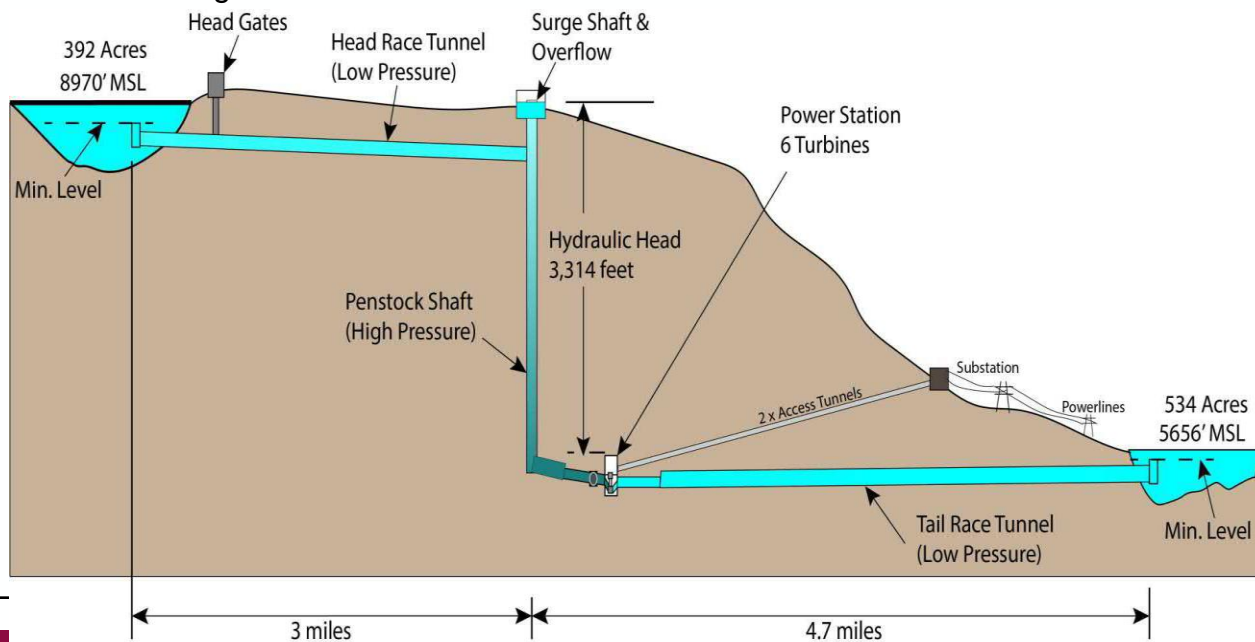 Head Gates
Surge Shaft &
Overflow
392 Acres
8970' MSL
Head Race Tunnel
(Low Pressure)
Power Station
6 Turbines
Min. Level
Hydraulic Head
3,314 feet
Penstock Shaft
(High Pressure)
Substation
2 x Access Tunnels
Powerlines
534 Acres
5656' MSL
Tail Race Tunnel
(Low Pressure)
Min. Level
3 miles
4.7 miles